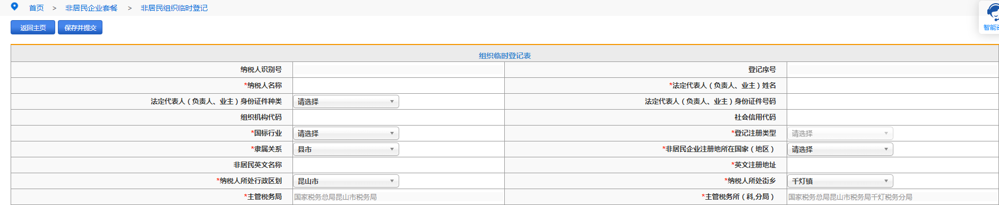 首页 > 非居民企业套餐 > 非居民组织临时登记
智能
返回主页 保存并提交
组织临时登记表
纳税人识别号 登记序号
*纳税人名称 *法定代表人（负责人、业主）姓名
法定代表人（负责人、业主）身份证件种类 请选择 法定代表人（负责人、业主）身份证件号码
组织机构代码 社会信用代码
*国标行业 请选择 *登记注册类型 请选择
*隶属关系 县市 *非居民企业注册地所在国家（地区） 请选择
非居民英文名称 *英文注册地址
*纳税人所处行政区划 昆山市 *纳税人所处街乡 千灯镇
*主管税务局 国家税务总局昆山市税务局 *主管税务所（科,分局） 国家税务总局昆山市税务局千灯税务分局